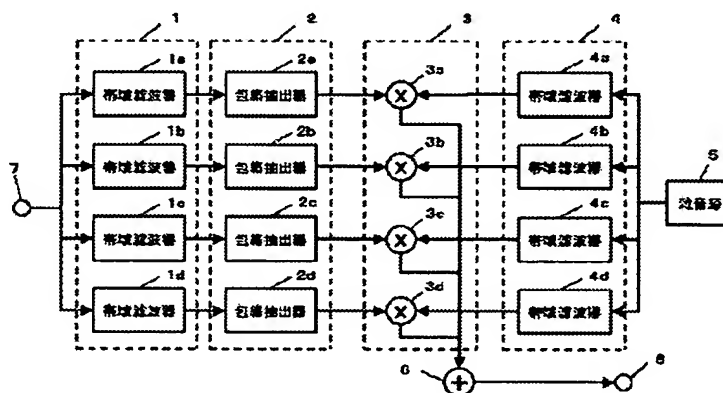 1
2
3
4
1a
2a
3a
4a
帯域濾波器
包絡抽出器
×
帯域濾波器
1b
2b
3b
4b
帯域濾波器
包絡抽出器
×
帯域濾波器
5
雑音源
7
1c
2c
3c
4c
帯域濾波器
包絡抽出器
×
帯域濾波器
1d
2d
3d
4d
帯域濾波器
包絡抽出器
×
帯域濾波器
6
+
8